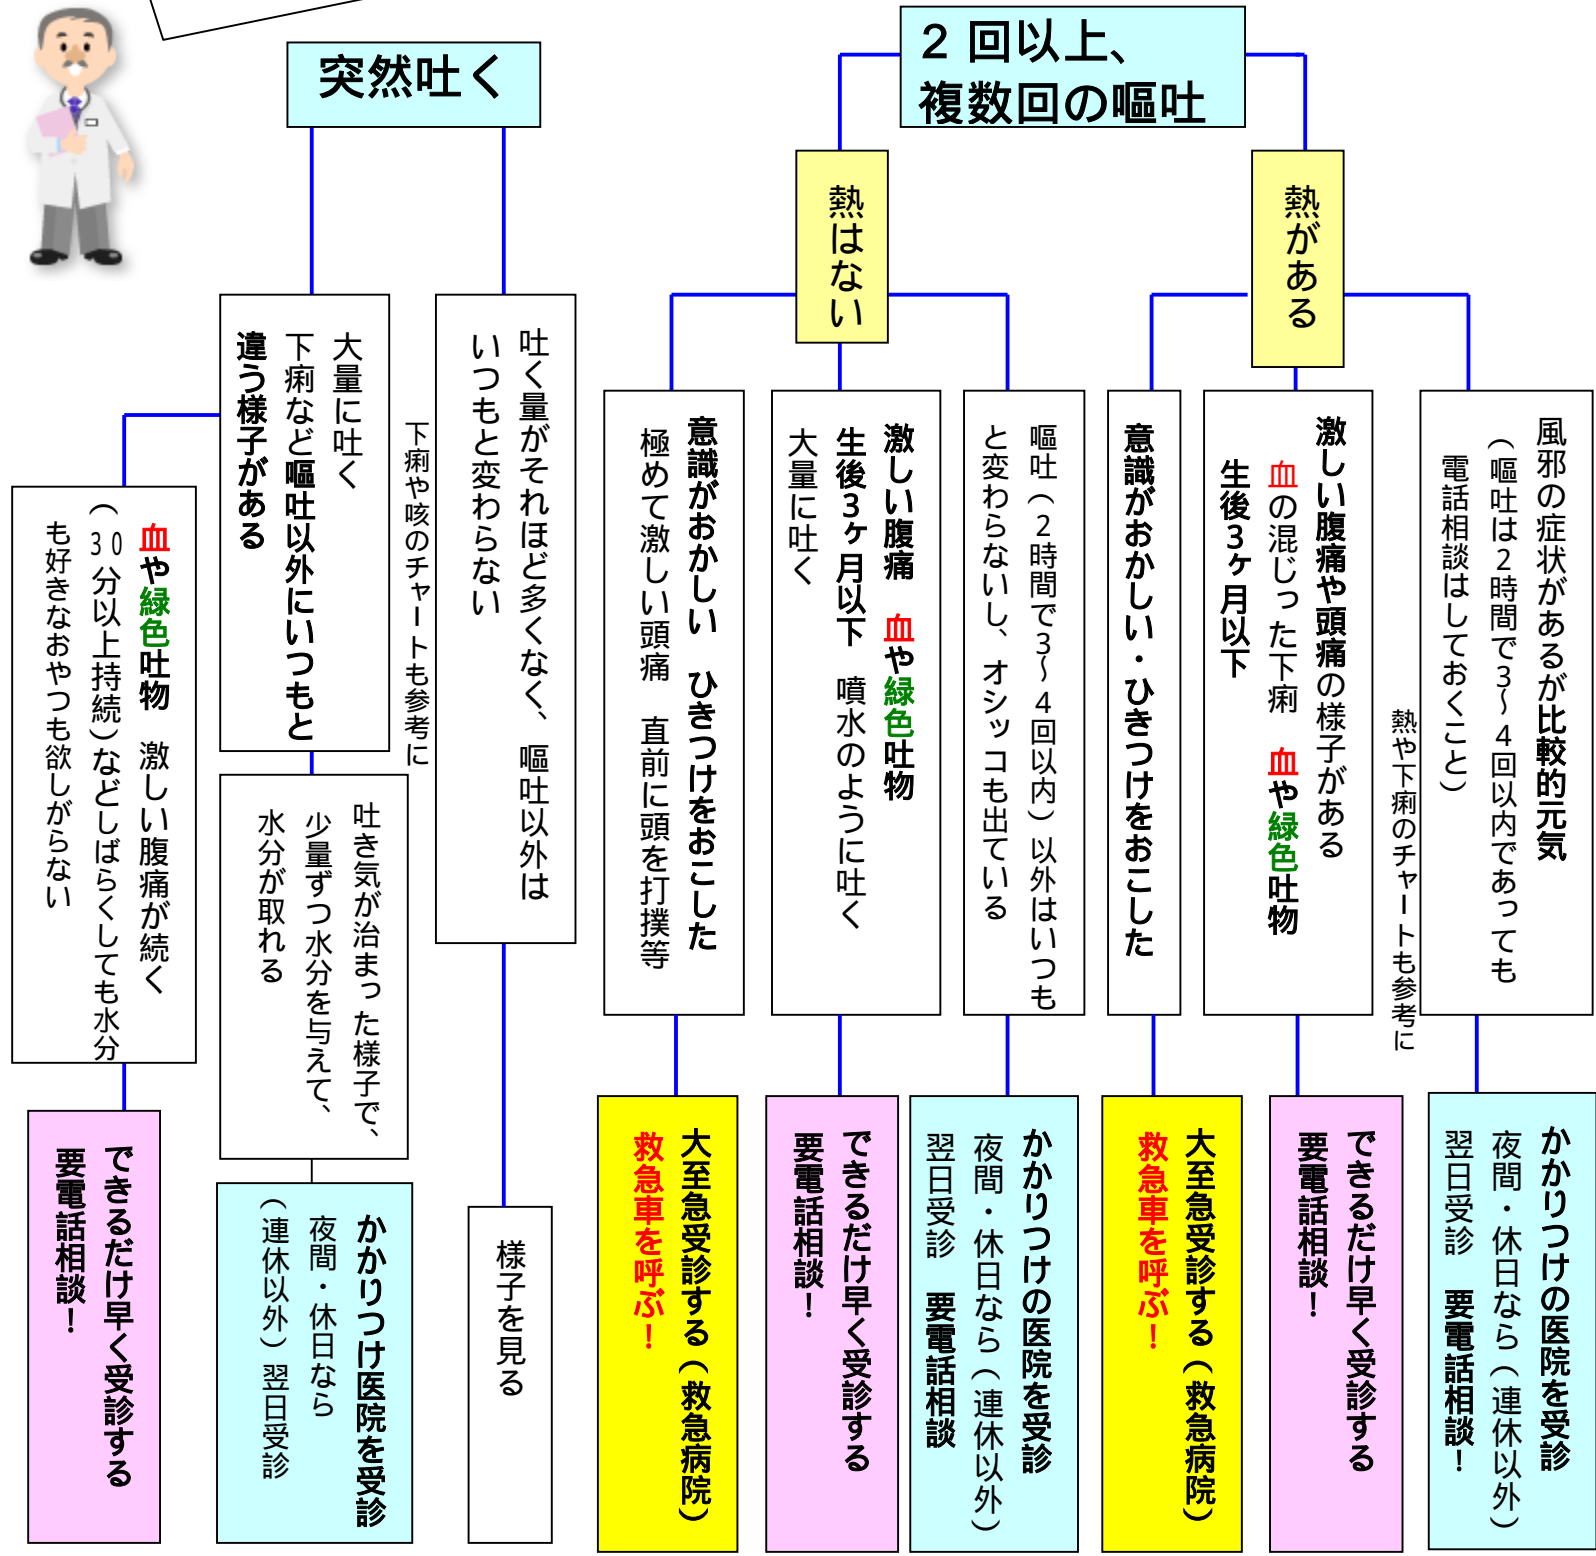 突然吐く
2 回以上、
複数回の嘔吐
熱がある
熱はない
風邪の症状があるが比較的元気
(嘔吐は2時間で3~4回以内であっても
電話相談はしておくこと)
熱や下痢のチャートも参考に
激しい腹痛や頭痛の様子がある
血の混じった下痢 血や緑色吐物
生後3ヶ月以下
意識がおかしい・ひきつけをおこした
嘔吐(2時間で3~4回以内)以外はいつも
と変わらないし、オシッコも出ている
激しい腹痛 血や緑色吐物
生後3ヶ月以下 噴水のように吐く
大量に吐く
意識がおかしい ひきつけをおこした
極めて激しい頭痛 直前に頭を打撲等
吐く量がそれほど多くなく、嘔吐以外は
いつもと変わらない
下痢や咳のチャートも参考に
大量に吐く
下痢など嘔吐以外にいつもと
違う様子がある
吐き気が治まった様子で、
少量ずつ水分を与えて、
水分が取れる
血や緑色吐物 激しい腹痛が続く
(30分以上持続)などしばらくしても水分
も好きなおやつも欲しがらない
かかりつけの医院を受診
夜間・休日なら(連休以外)
翌日受診 要電話相談!
できるだけ早く受診する
要電話相談!
大至急受診する(救急病院)
救急車を呼ぶ!
かかりつけの医院を受診
夜間・休日なら(連休以外)
翌日受診 要電話相談
できるだけ早く受診する
要電話相談!
大至急受診する(救急病院)
救急車を呼ぶ!
様子を見る
かかりつけ医院を受診
夜間・休日なら
(連休以外)翌日受診
できるだけ早く受診する
要電話相談!